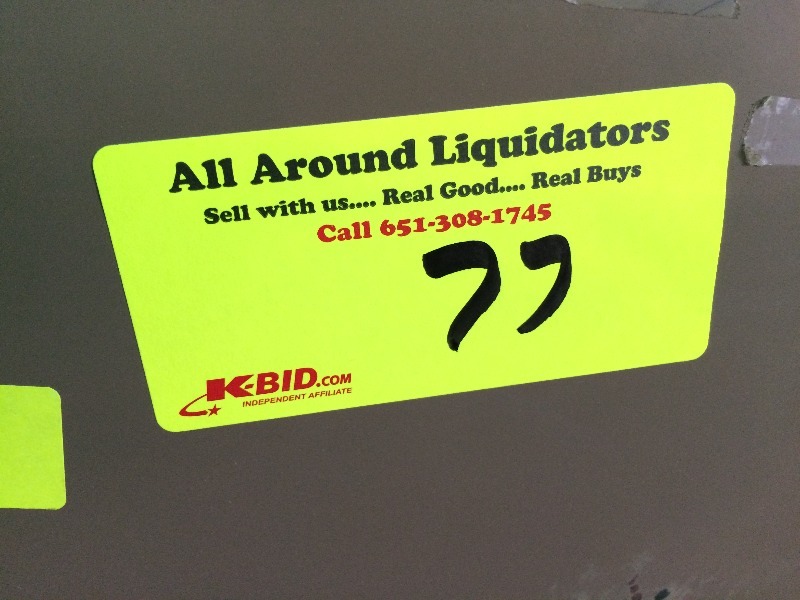 All Around Liquidators
Sell with us.... Real Good.... Real Buys
Call 651-308-1745
77
K-BID.COM
INDEPENDENT AFFILIATE